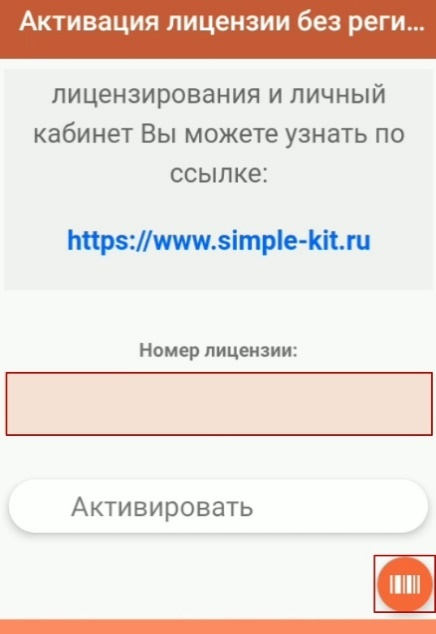 Активация лицензии без реги...
лицензирования и личный
кабинет Вы можете узнать по
ссылке:
https://www.simple-kit.ru
Номер лицензии:
Активировать